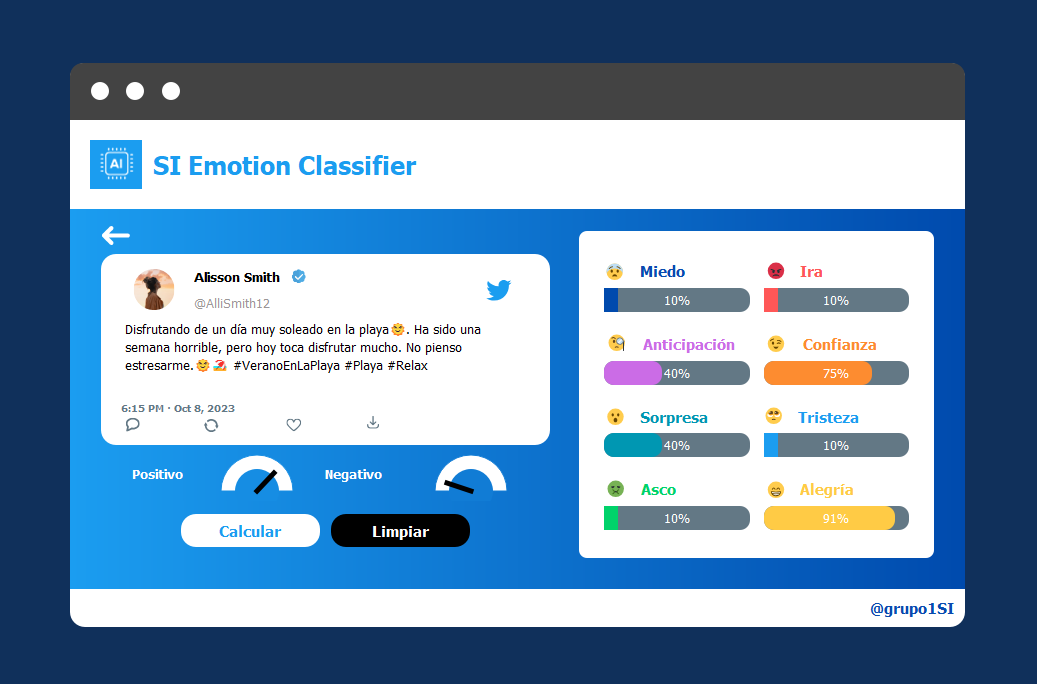 AI
SI Emotion Classifier
Alisson Smith
@AlliSmith12
Disfrutando de un día muy soleado en la playa🥰. Ha sido una
semana horrible, pero hoy toca disfrutar mucho. No pienso
estresarme.🥰🏖️ #VeranoEnLaPlaya #Playa #Relax
6:15 PM · Oct 8, 2023
Positivo
Negativo
Calcular
Limpiar
Miedo
10%
Ira
10%
Anticipación
40%
Confianza
75%
Sorpresa
40%
Tristeza
10%
Asco
10%
Alegría
91%
@grupo1SI